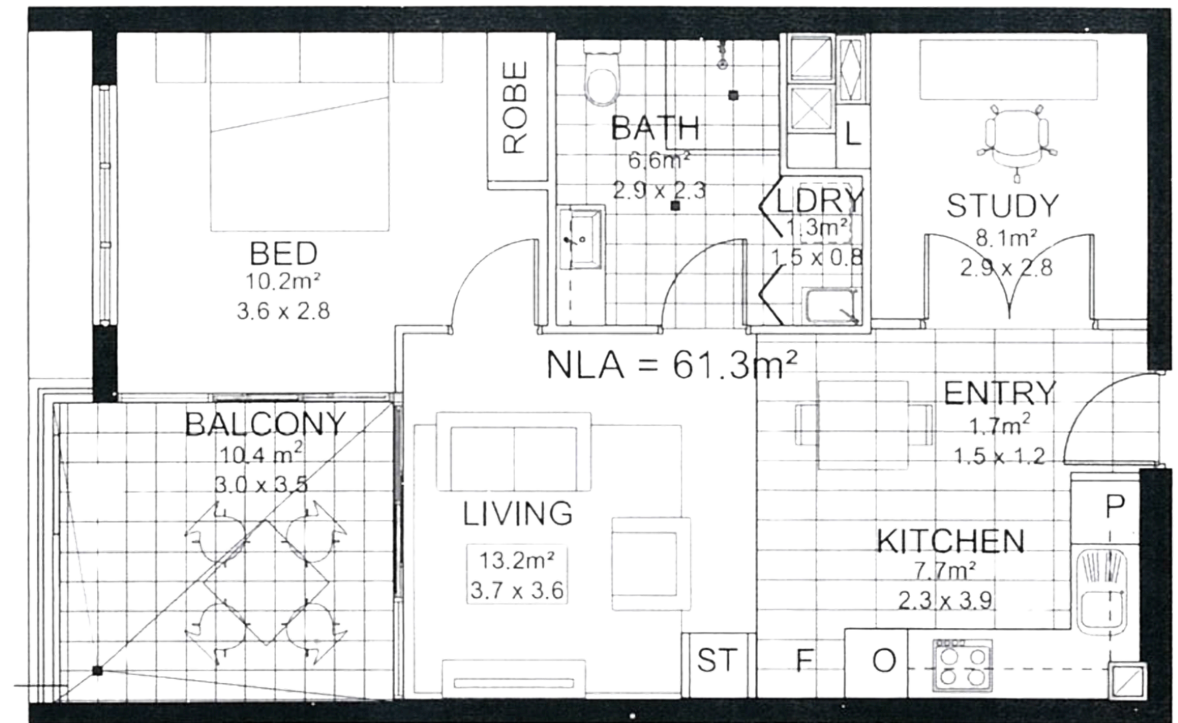 ROBE
BATH
6.6m²
2.9 x 2.3
L
LDRY
1.3m²
1.5 x 0.8
STUDY
8.1m²
2.9 x 2.8
BED
10.2m²
3.6 x 2.8
NLA = 61.3m²
ENTRY
1.7m²
1.5 x 1.2
BALCONY
10.4 m²
3.0 x 3.5
LIVING
13.2m²
3.7 x 3.6
KITCHEN
7.7m²
2.3 x 3.9
P
ST
F
O